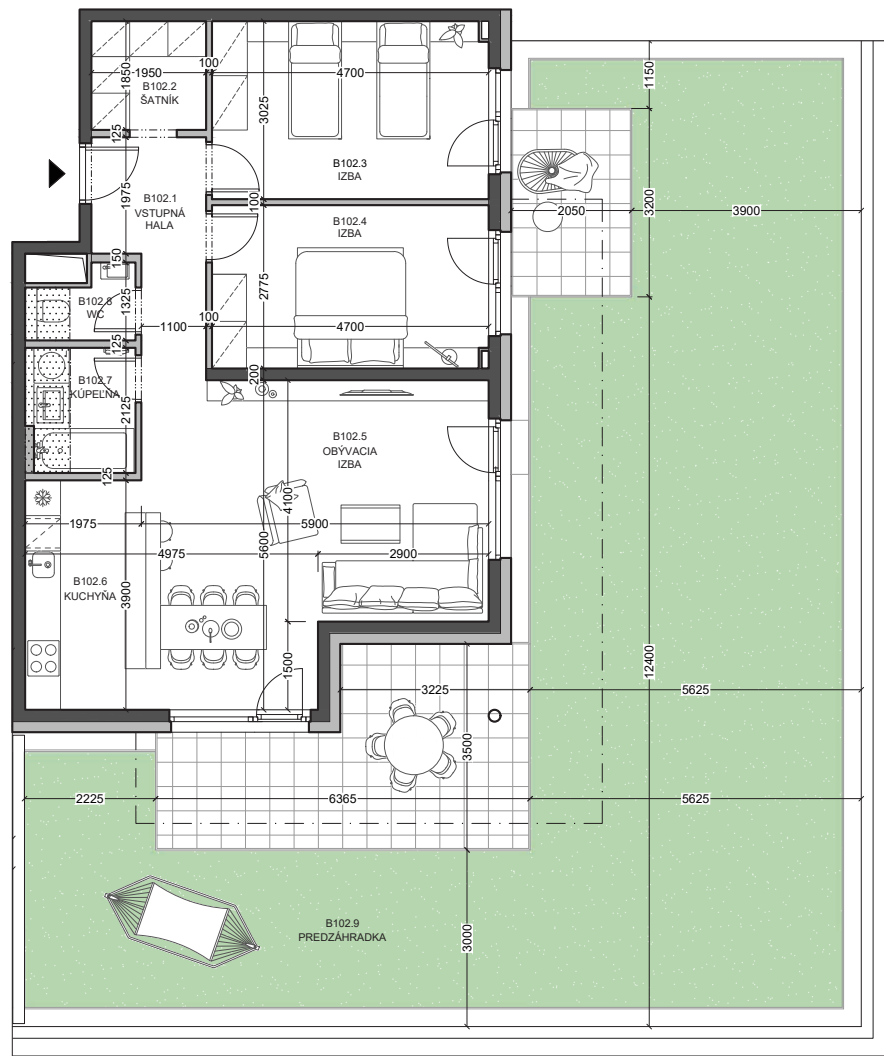 1950
1850
B102.2
ŠATNÍK
100
4700
3025
1150
125
B102.3
IZBA
1975
B102.1
VSTUPNÁ
HALA
100
B102.4
IZBA
2050
3200
3900
150
2775
B102.8
WC
1325
1100
100
4700
125
B102.7
KÚPEĽNA
2125
200
B102.5
OBÝVACIA
IZBA
125
4100
1975
5900
5600
4975
2900
B102.6
KUCHYŇA
3900
1500
12400
3225
5625
3500
2225
6365
5625
B102.9
PREDZÁHRADKA
3000